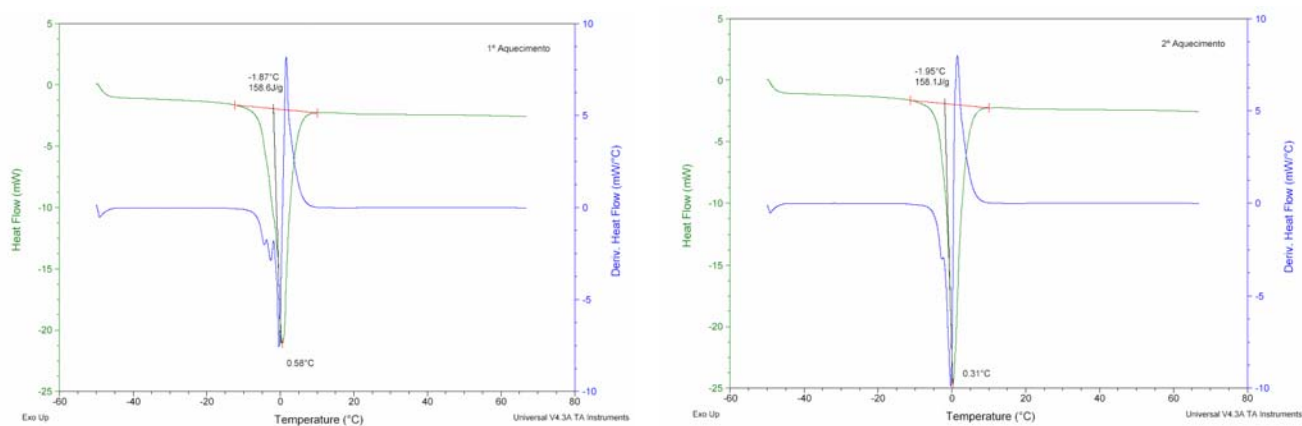 1º Aquecimento
-1.87°C
158.6J/g
0.58°C
5
0
-5
-10
-15
-20
-25
Heat Flow (mW)
10
5
0
-5
-10
Deriv. Heat Flow (mW/°C)
-60
-40
-20
0
20
40
60
80
Exo Up
Temperature (°C)
Universal V4.3A TA Instruments
2º Aquecimento
-1.95°C
158.1J/g
0.31°C
5
0
-5
-10
-15
-20
-25
Heat Flow (mW)
10
5
0
-5
-10
Deriv. Heat Flow (mW/°C)
-60
-40
-20
0
20
40
60
80
Exo Up
Temperature (°C)
Universal V4.3A TA Instruments